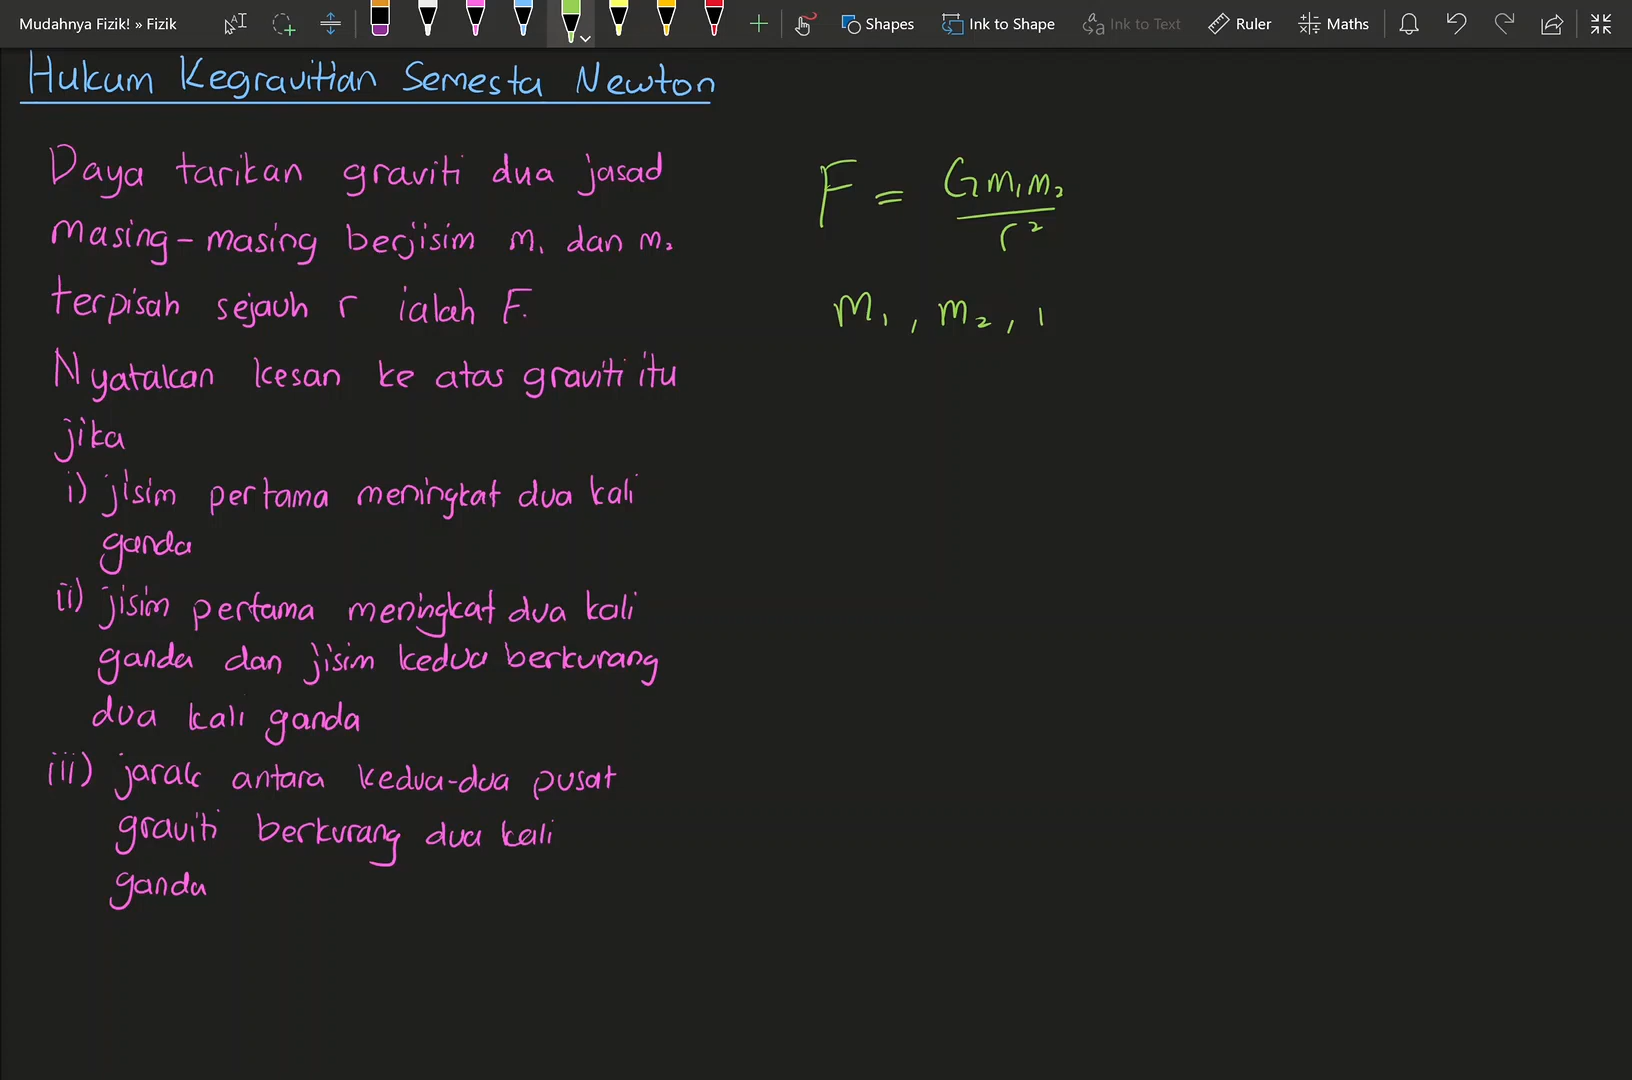 Mudahnya Fizik! » Fizik
Shapes
Ink to Shape
Ink to Text
Ruler
Maths
Hukum Kegravitian Semesta Newton
Daya tarikan graviti dua jasad
masing-masing berjisim m₁ dan m₂
terpisah sejauh r ialah F.
Nyatakan kesan ke atas graviti itu
jika
i) jisim pertama meningkat dua kali
ganda
ii) jisim pertama meningkat dua kali
ganda dan jisim kedua berkurang
dua kali ganda
iii) jarak antara kedua-dua pusat
graviti berkurang dua kali
ganda
F = Gm₁m₂
r²
m₁, m₂, 1